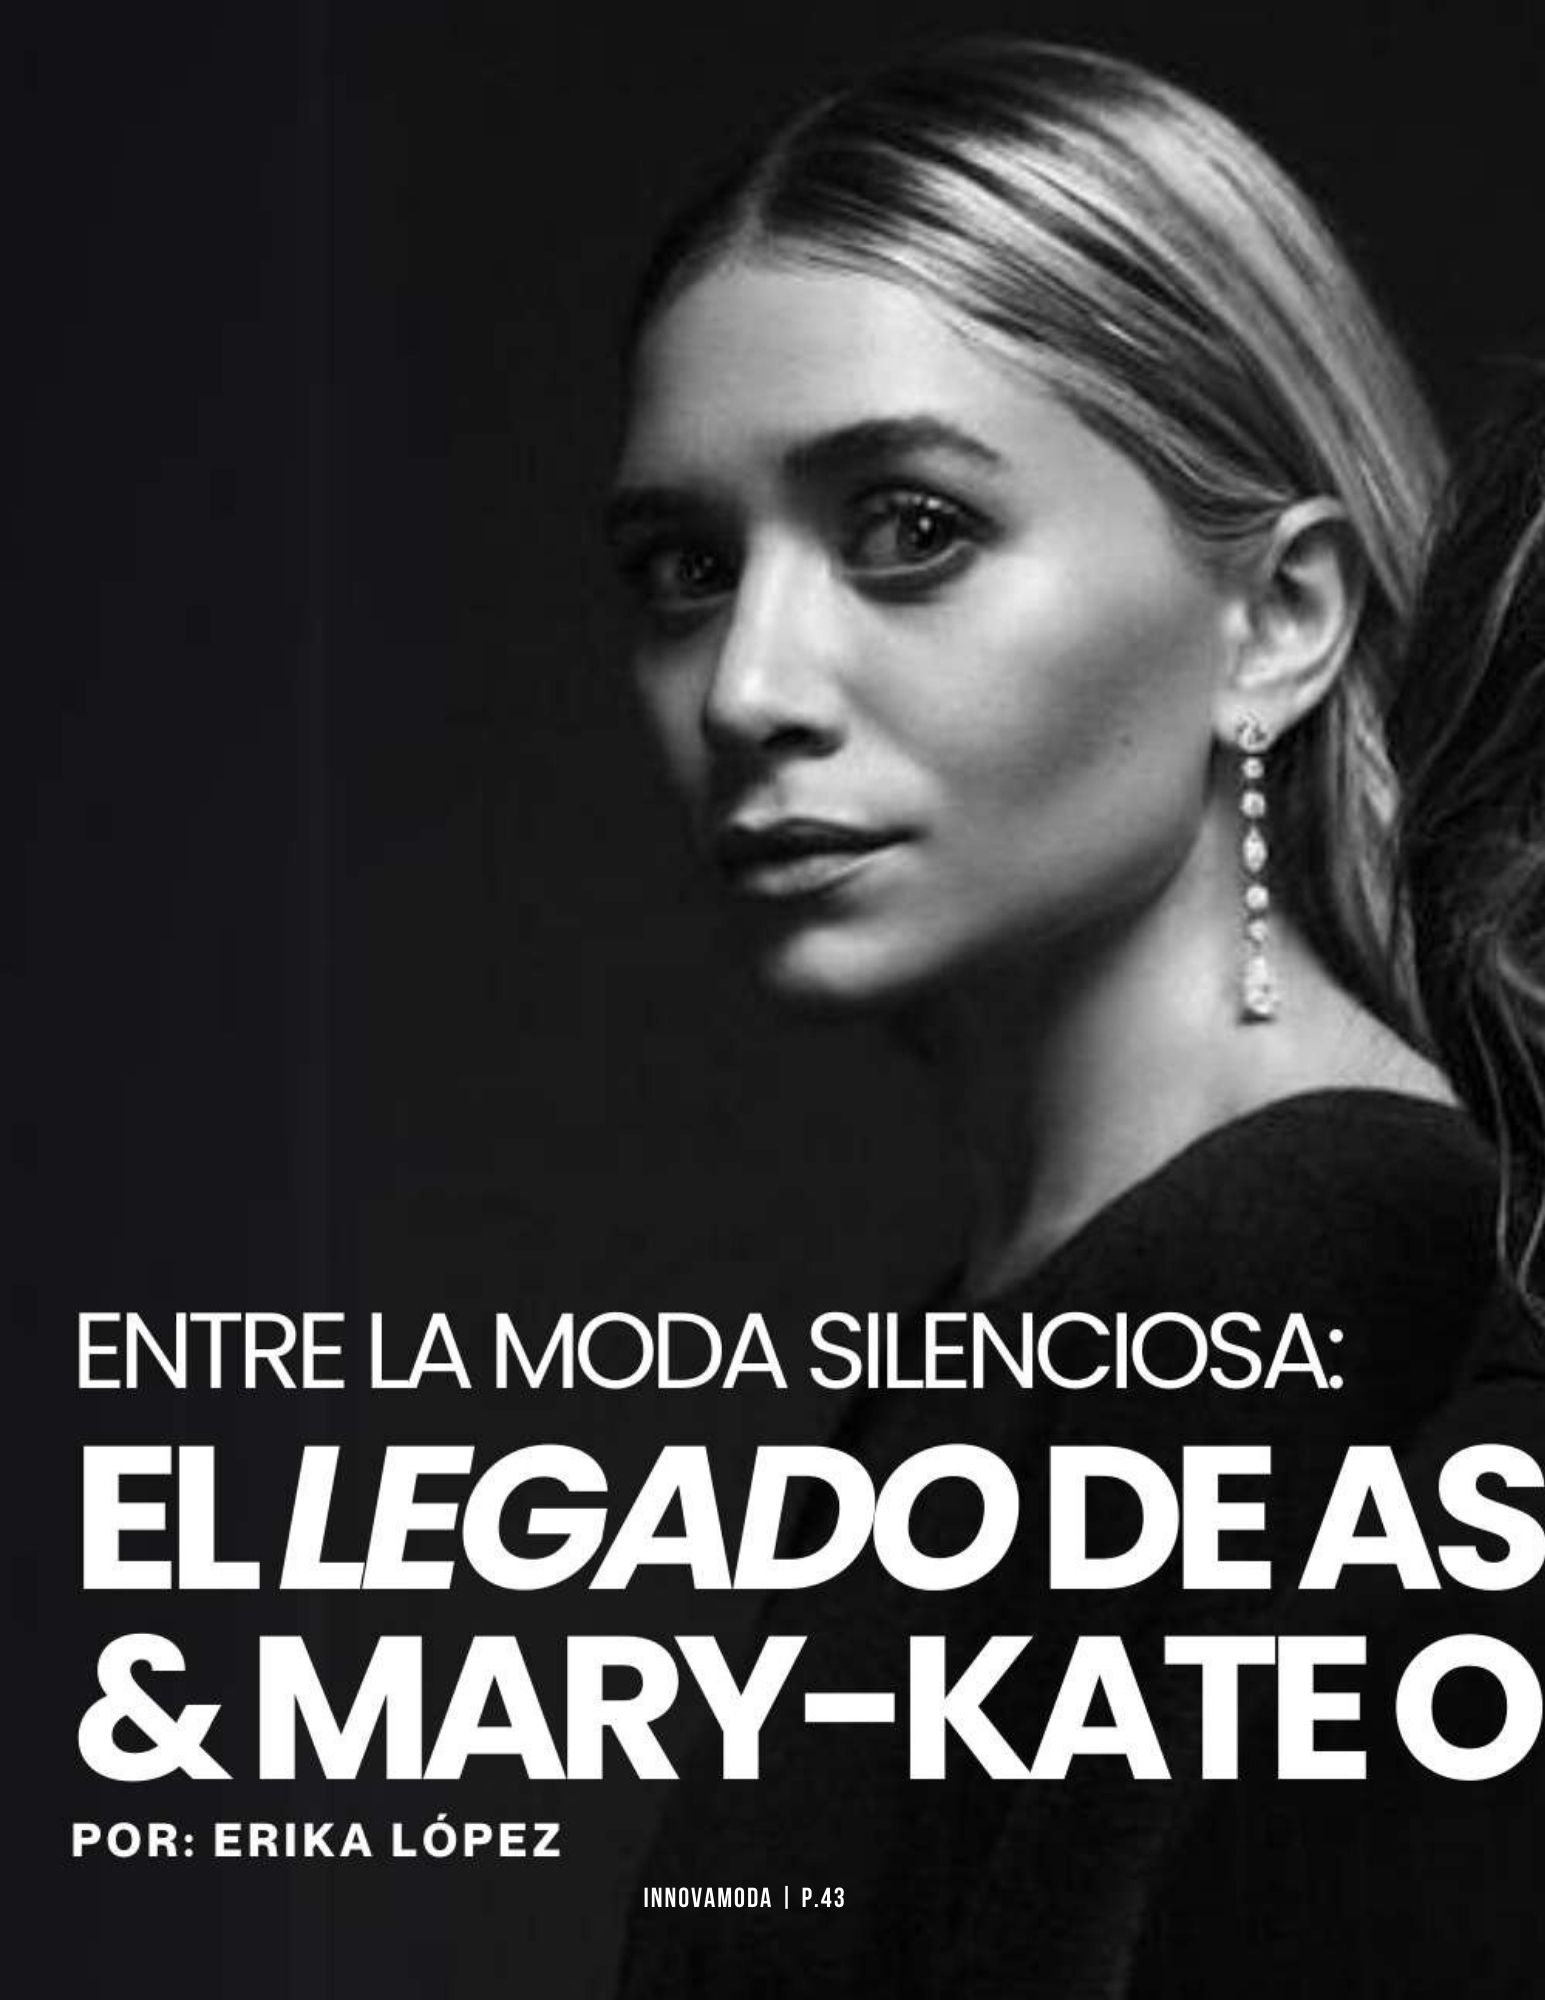 ENTRE LA MODA SILENCIOSA:
EL LEGADO DE AS
& MARY-KATE O
POR: ERIKA LÓPEZ
INNOVAMODA | P.43